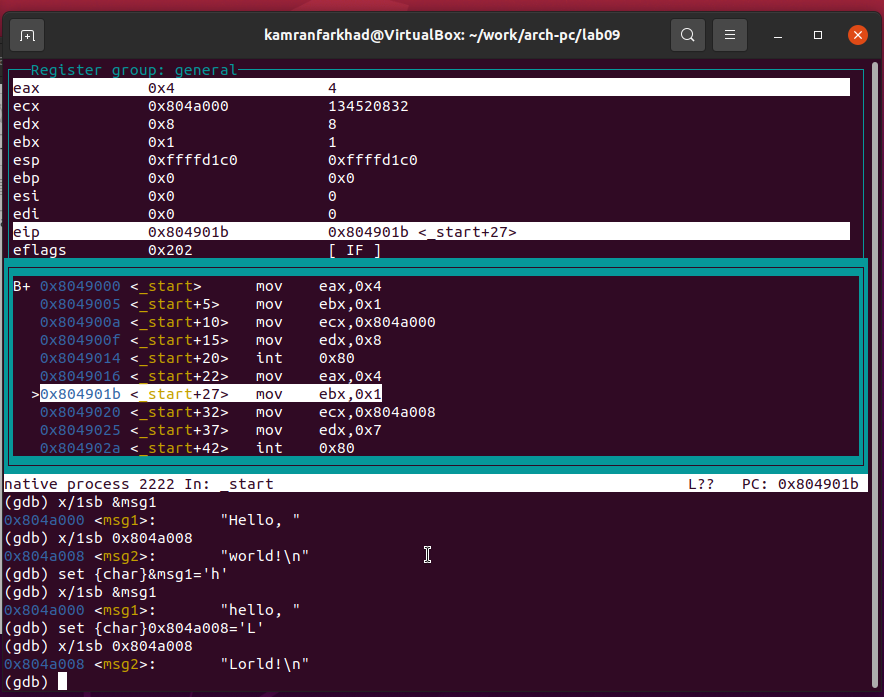 kamranfarkhad@VirtualBox: ~/work/arch-pc/lab09
Register group: general
eax 0x4 4
ecx 0x804a000 134520832
edx 0x8 8
ebx 0x1 1
esp 0xffffd1c0 0xffffd1c0
ebp 0x0 0x0
esi 0x0 0
edi 0x0 0
eip 0x804901b 0x804901b <_start+27>
eflags 0x202 [ IF ]
B+ 0x8049000 <_start> mov eax,0x4
0x8049005 <_start+5> mov ebx,0x1
0x804900a <_start+10> mov ecx,0x804a000
0x804900f <_start+15> mov edx,0x8
0x8049014 <_start+20> int 0x80
0x8049016 <_start+22> mov eax,0x4
>0x804901b <_start+27> mov ebx,0x1
0x8049020 <_start+32> mov ecx,0x804a008
0x8049025 <_start+37> mov edx,0x7
0x804902a <_start+42> int 0x80
native process 2222 In: _start L?? PC: 0x804901b
(gdb) x/1sb &msg1
0x804a000 <msg1>: "Hello, "
(gdb) x/1sb 0x804a008
0x804a008 <msg2>: "world!\n"
(gdb) set {char}&msg1='h'
(gdb) x/1sb &msg1
0x804a000 <msg1>: "hello, "
(gdb) set {char}0x804a008='L'
(gdb) x/1sb 0x804a008
0x804a008 <msg2>: "Lorld!\n"
(gdb)